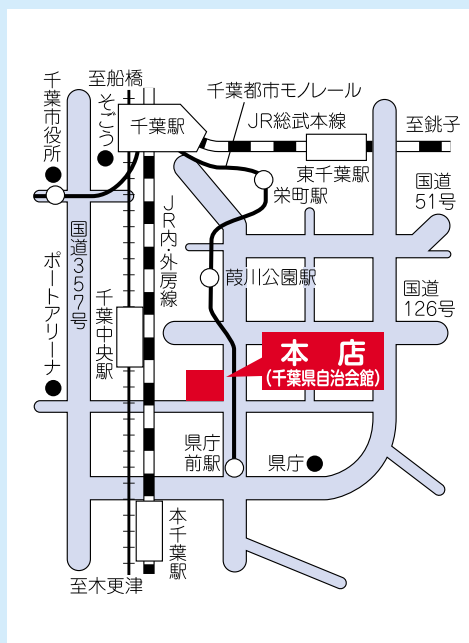 至船橋
千葉市役所
そごう
千葉駅
千葉都市モノレール
JR総武本線
至銚子
東千葉駅
栄町駅
国道
51号
JR内・外房線
国道357号
葭川公園駅
ポートアリーナ
千葉中央駅
国道
126号
本店
(千葉県自治会館)
県庁
前駅
県庁
本千葉駅
至木更津